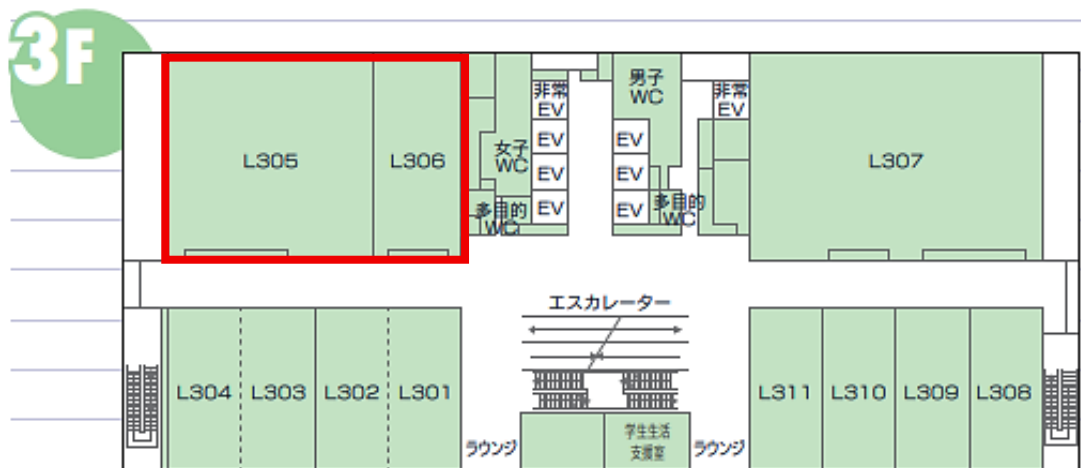 3F
L305
L306
女子
WC
多目的
WC
非常
EV
EV
EV
EV
男子
WC
EV
EV
EV
多目的
WC
非常
EV
L307
エスカレーター
L304
L303
L302
L301
ラウンジ
学生生活
支援室
ラウンジ
L311
L310
L309
L308